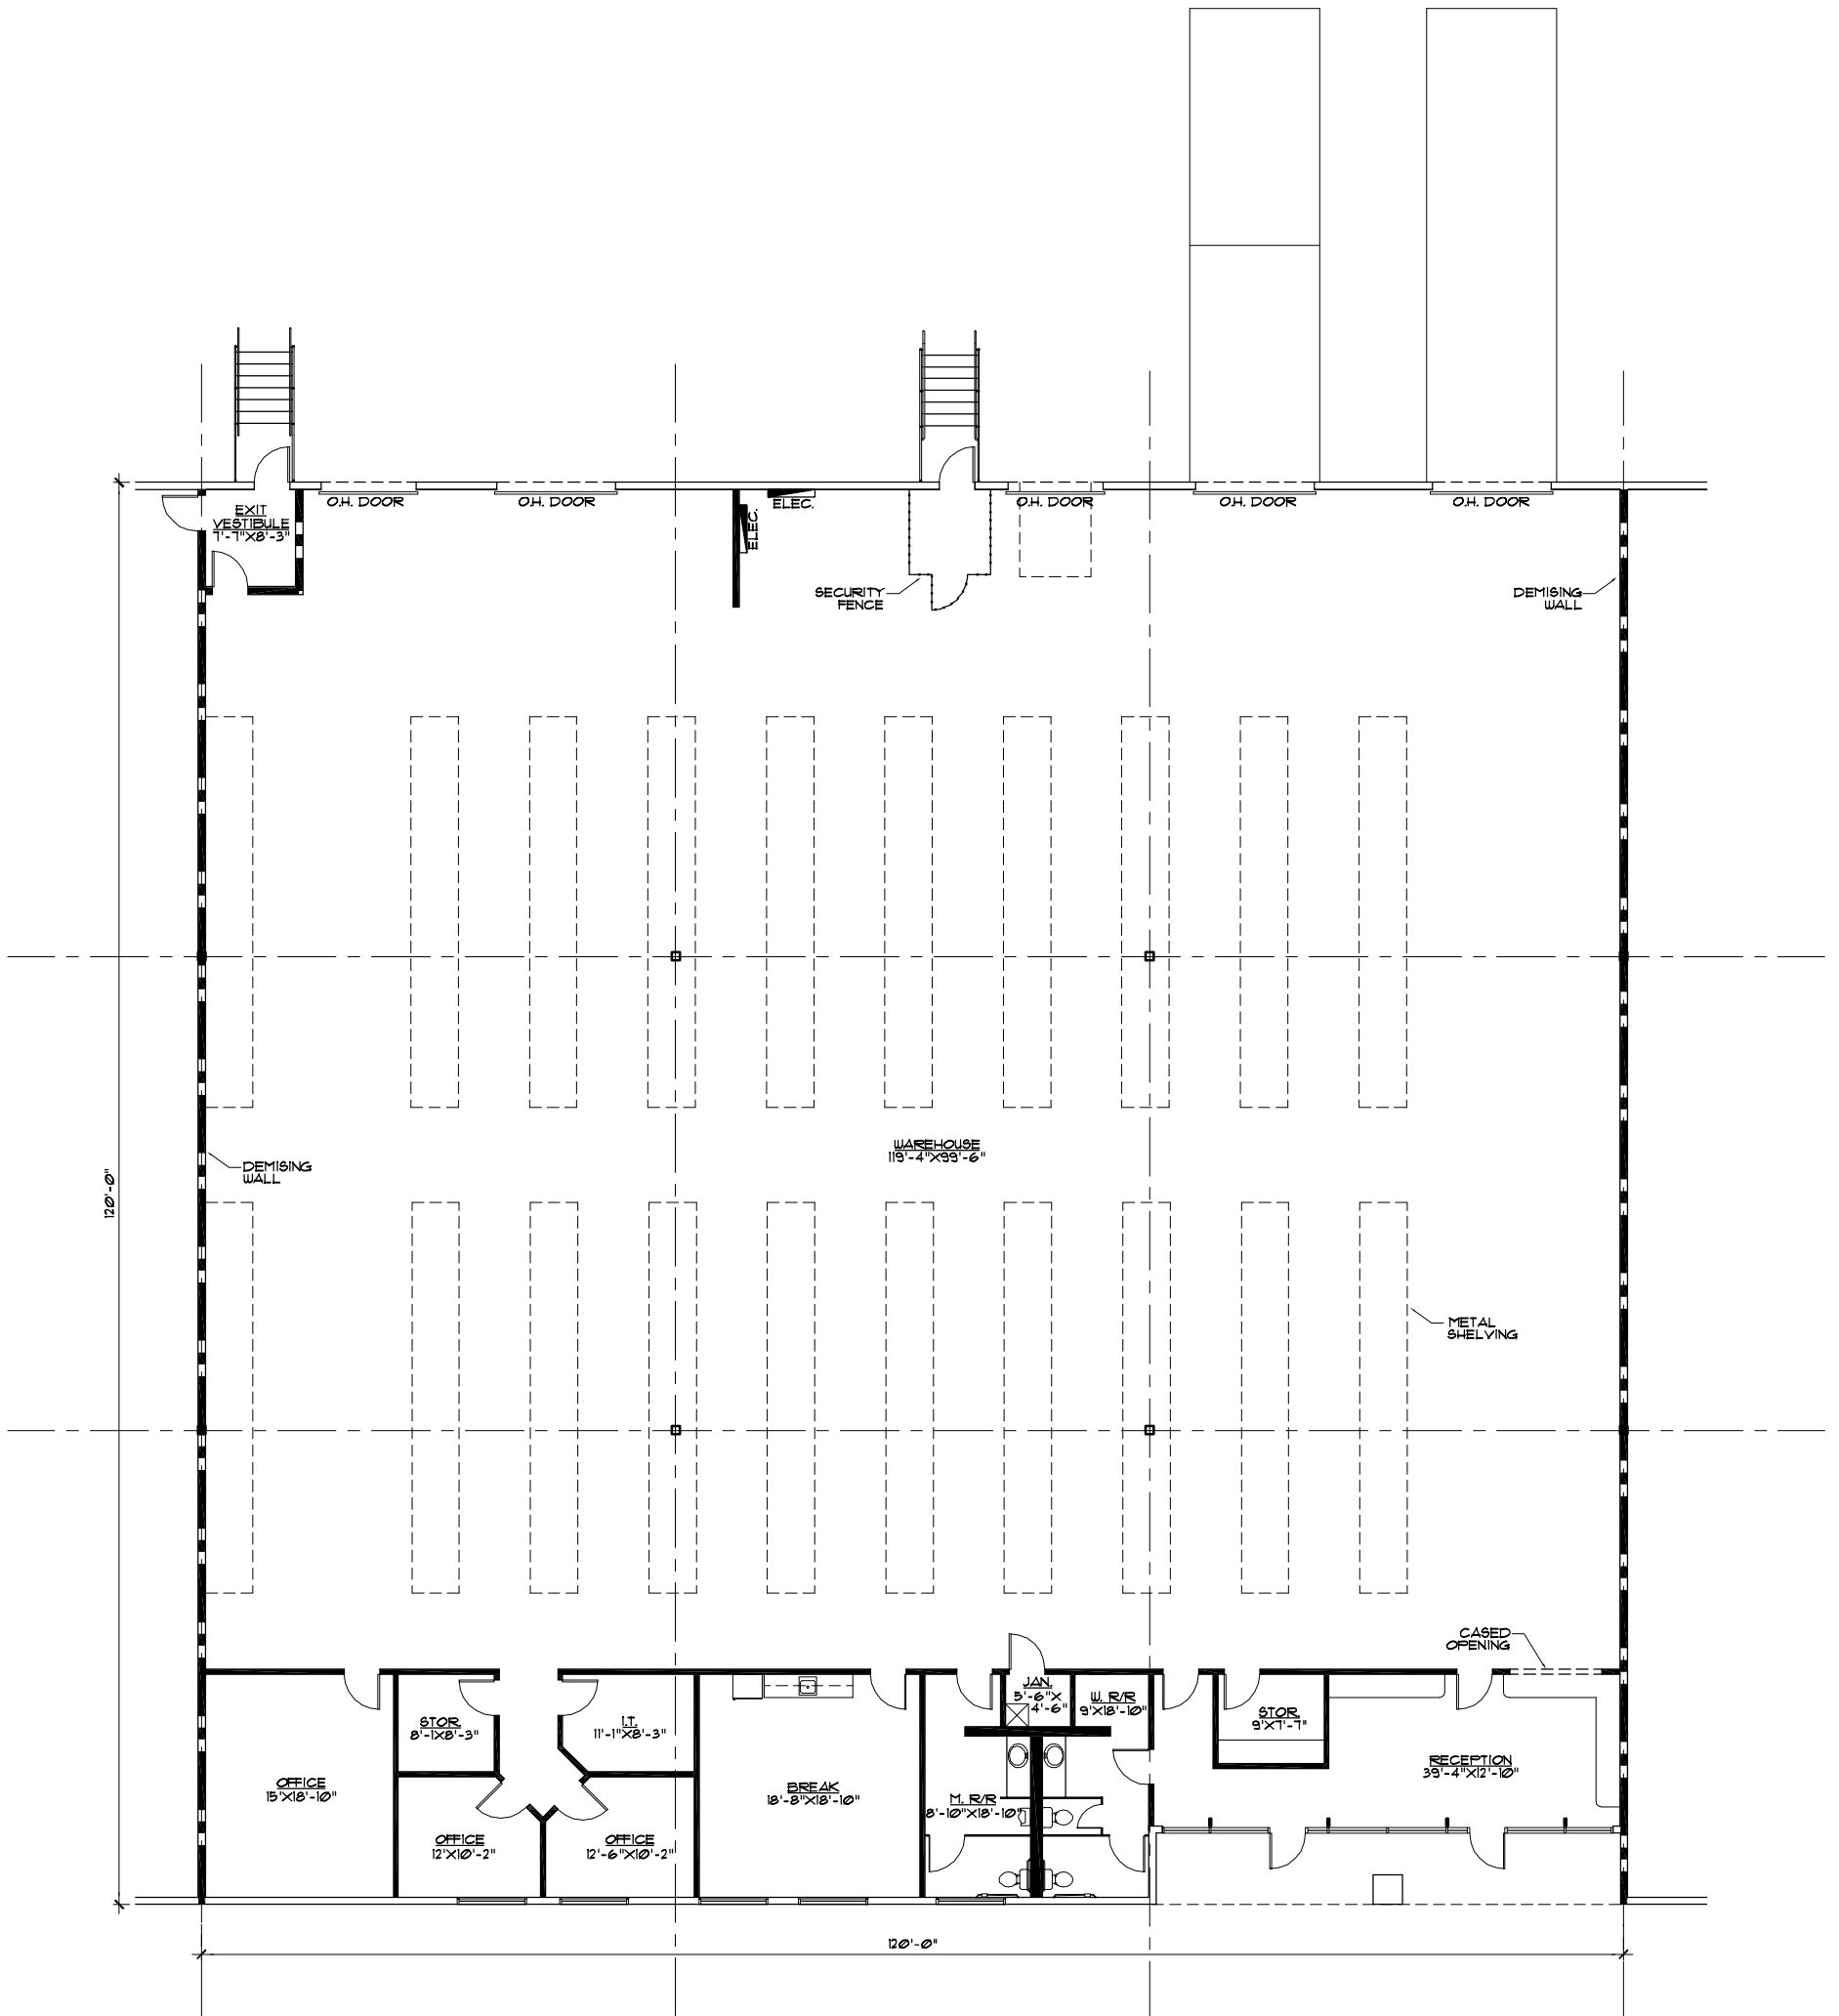 O.H. DOOR
O.H. DOOR
ELEC.
O.H. DOOR
O.H. DOOR
O.H. DOOR
EXIT
VESTIBULE
7'-7"X8'-3"
ELEC.
SECURITY
FENCE
DEMISING
WALL
WAREHOUSE
119'-4"X99'-6"
DEMISING
WALL
120'-0"
METAL
SHELVING
CASED
OPENING
JAN.
5'-6"X
4'-6"
W. R/R
9'X18'-10"
STOR.
8'-1"X8'-3"
I.T.
11'-1"X8'-3"
STOR.
9'X7'-7"
RECEPTION
39'-4"X12'-10"
OFFICE
15'X18'-10"
BREAK
18'-8"X18'-10"
M. R/R
8'-10"X18'-10"
OFFICE
12'X10'-2"
OFFICE
12'-6"X10'-2"
120'-0"